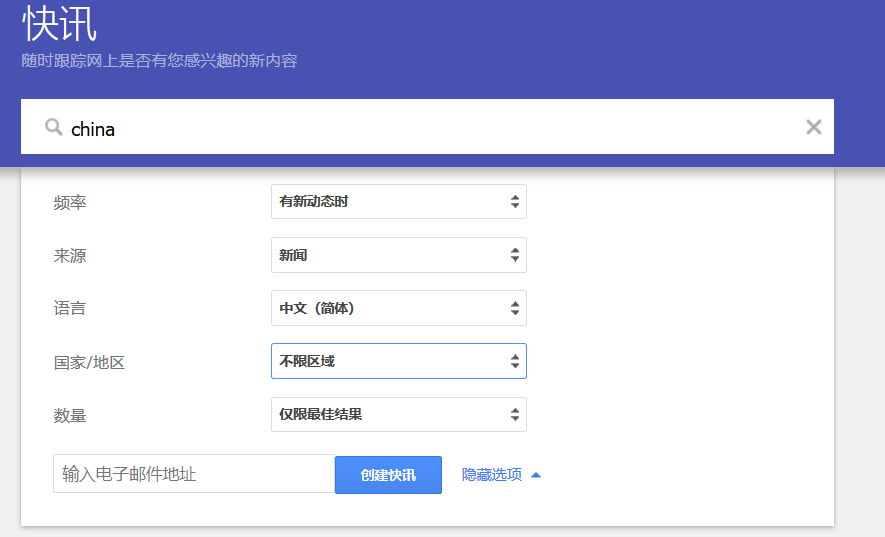 快讯
随时跟踪网上是否有您感兴趣的新内容
china
频率 有新动态时
来源 新闻
语言 中文（简体）
国家/地区 不限区域
数量 仅限最佳结果
输入电子邮件地址 创建快讯 隐藏选项